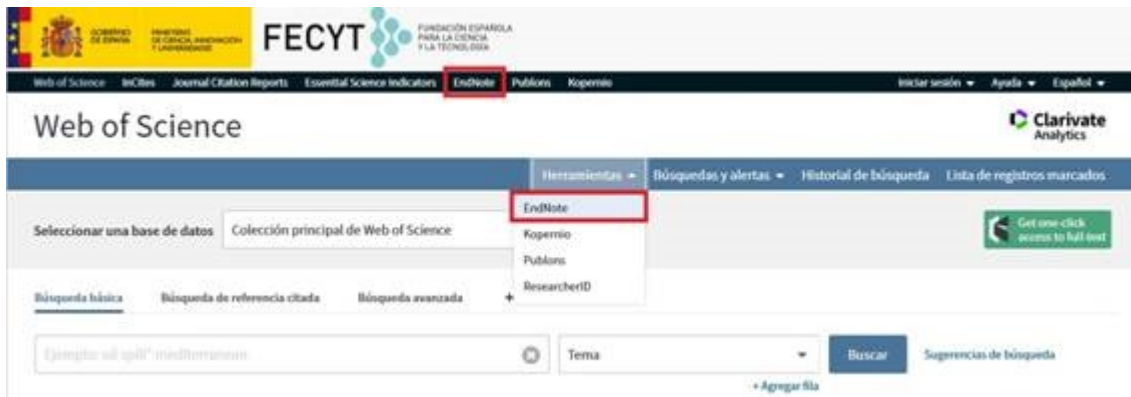 GOBIERNO
DE ESPAÑA
MINISTERIO
DE CIENCIA, INNOVACIÓN
Y UNIVERSIDADES
FECYT
FUNDACIÓN ESPAÑOLA
PARA LA CIENCIA
Y LA TECNOLOGÍA
Web of Science InCites Journal Citation Reports Essential Science Indicators EndNote Publons Kopernio Iniciar sesión Ayuda Español
Web of Science
Clarivate
Analytics
Herramientas Búsquedas y alertas Historial de búsqueda Lista de registros marcados
EndNote
Kopernio
Publons
ResearcherID
Seleccionar una base de datos Colección principal de Web of Science
Get one-click
access to full-text
Búsqueda básica Búsqueda de referencia citada Búsqueda avanzada +
Ejemplo: oil spill* mediterranean
Tema
Buscar
Sugerencias de búsqueda
+ Agregar fila